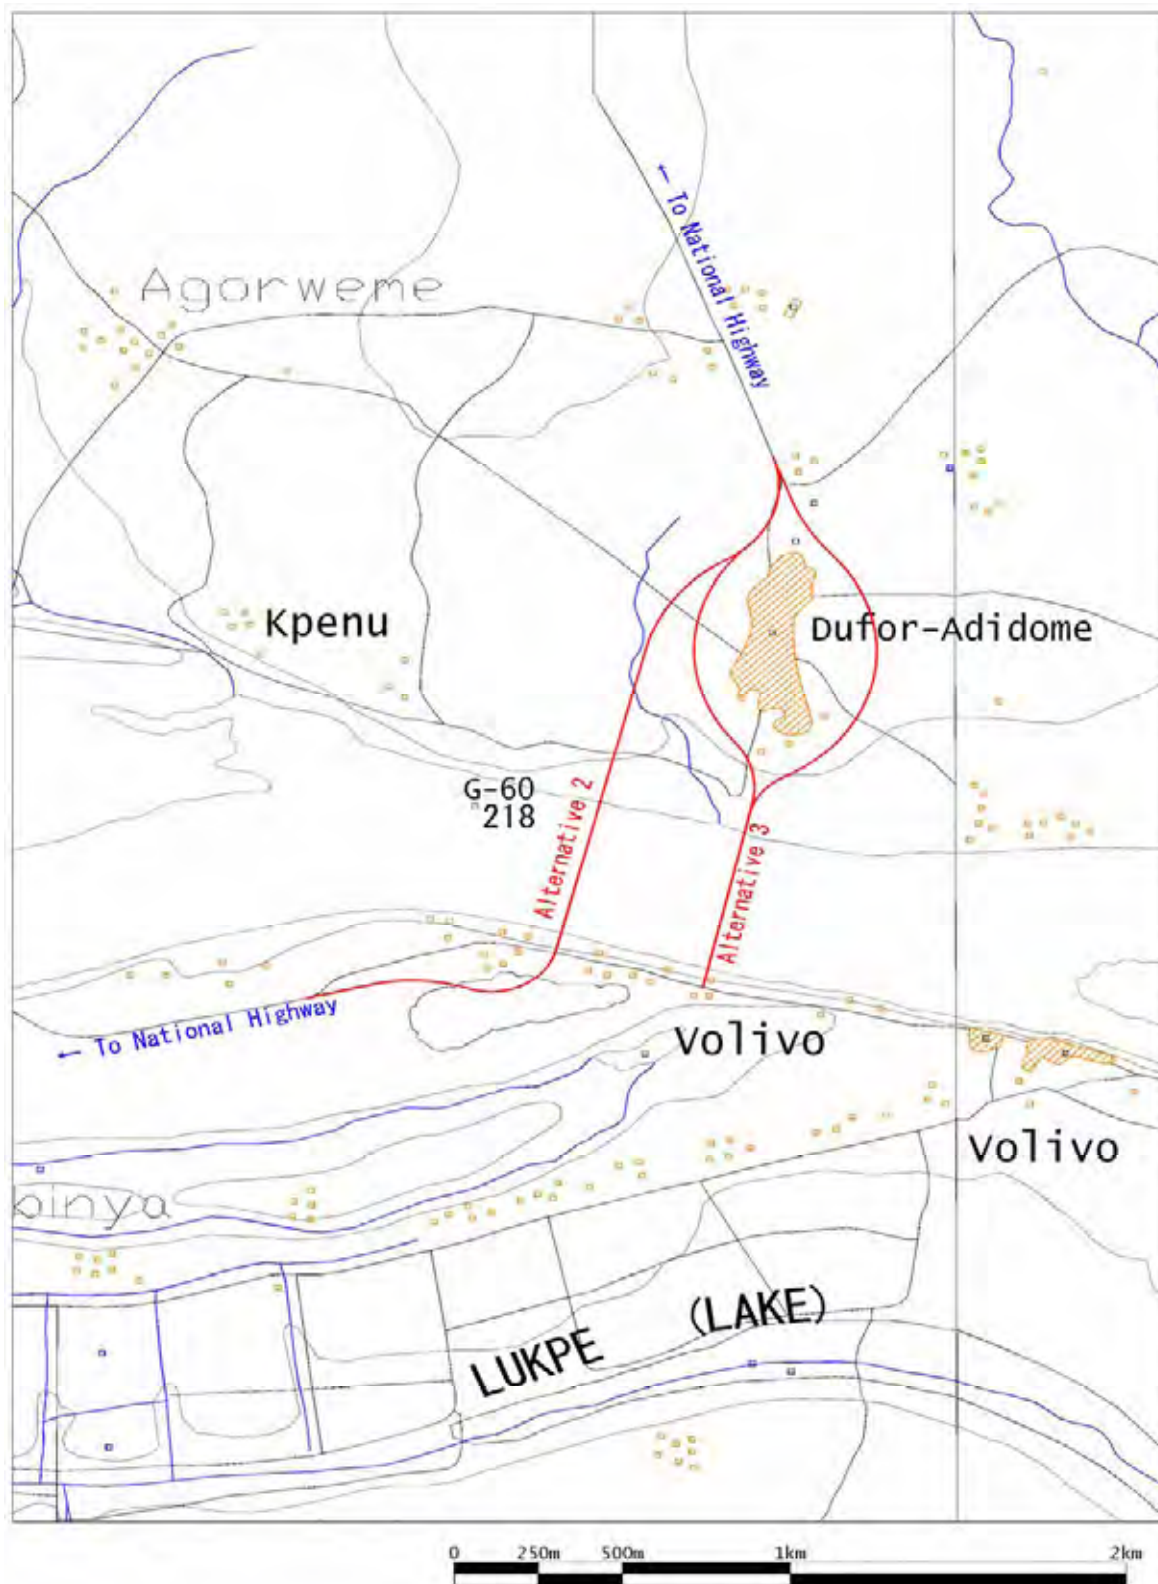 ← To National Highway
Agorweme
Kpenu
Dufor-Adidome
G-60
218
Alternative 2
Alternative 3
← To National Highway
Volivo
Volivo
binya
LUKPE (LAKE)
0 250m 500m 1km 2km